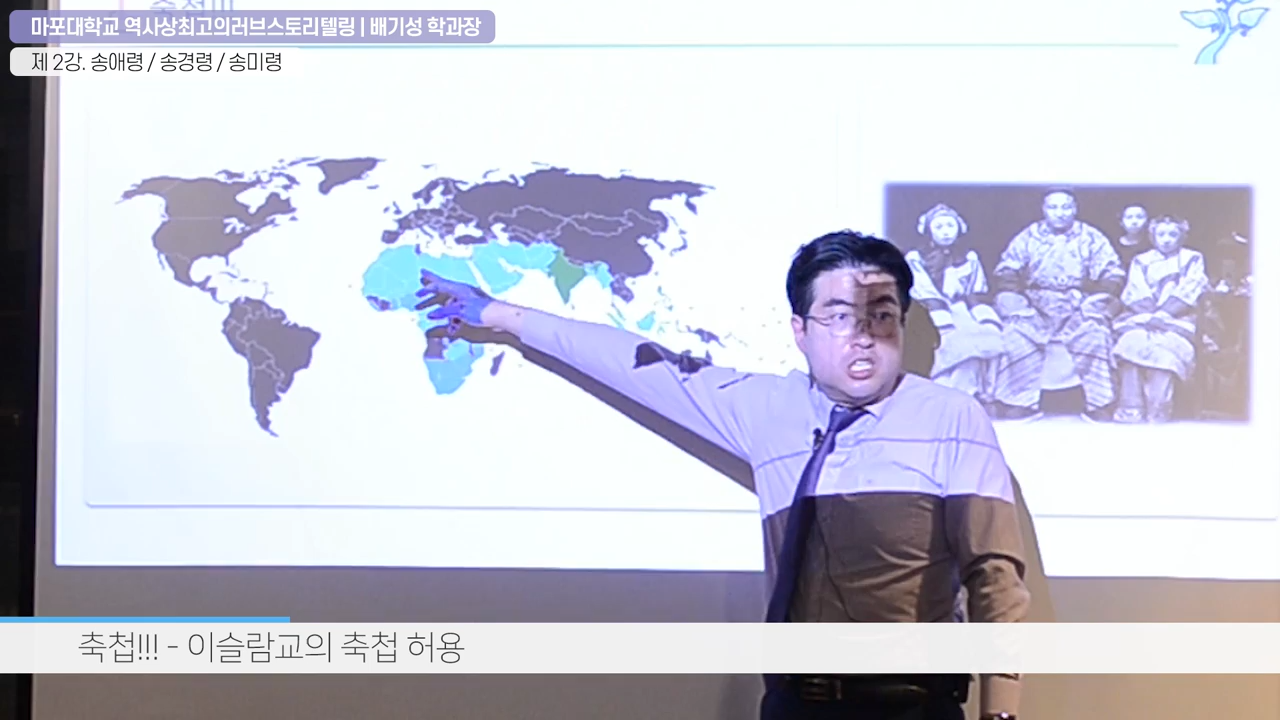 축첩!!!
마포대학교 역사상최고의러브스토리텔링 | 배기성 학과장
제 2강. 송애령 / 송경령 / 송미령
축첩!!! - 이슬람교의 축첩 허용